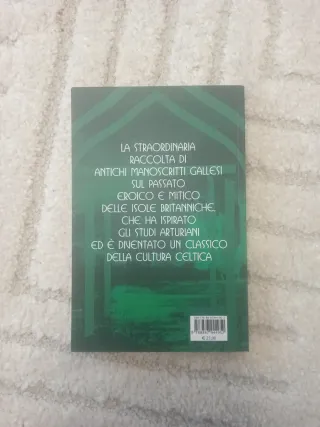 LA STRAORDINARIA
RACCOLTA DI
ANTICHI MANOSCRITTI GALLESI
SUL PASSATO
EROICO E MITICO
DELLE ISOLE BRITANNICHE,
CHE HA ISPIRATO
GLI STUDI ARTURIANI
ED È DIVENTATO UN CLASSICO
DELLA CULTURA CELTICA